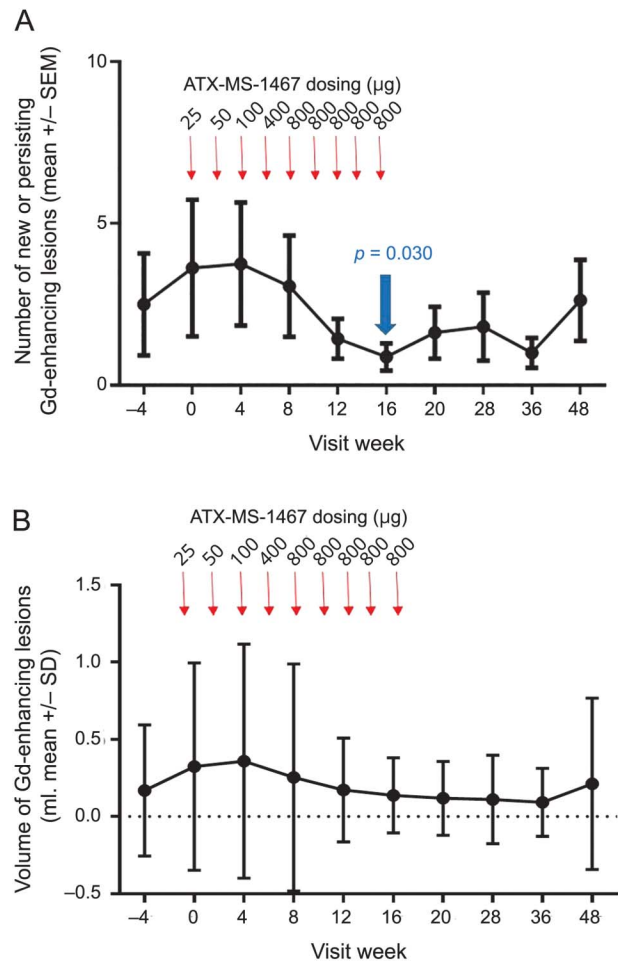 A
ATX-MS-1467 dosing (µg)
25 50 100 400 800 800 800 800 800
Number of new or persisting
Gd-enhancing lesions (mean +/– SEM)
10
5
0
p = 0.030
–4 0 4 8 12 16 20 28 36 48
Visit week
B
ATX-MS-1467 dosing (µg)
25 50 100 400 800 800 800 800 800
Volume of Gd-enhancing lesions
(ml. mean +/– SD)
1.5
1.0
0.5
0.0
–0.5
–4 0 4 8 12 16 20 28 36 48
Visit week